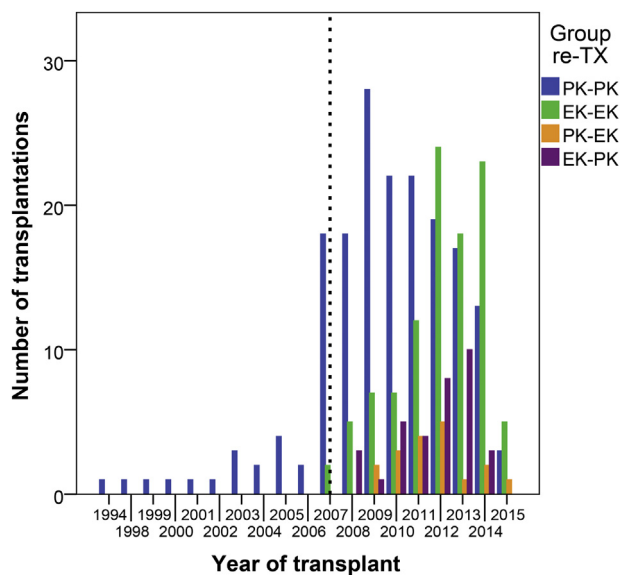 Group
re-TX
PK-PK
EK-EK
PK-EK
EK-PK
Number of transplantations
30
20
10
0
1994 1999 2001 2003 2005 2007 2009 2011 2013 2015
1998 2000 2002 2004 2006 2008 2010 2012 2014
Year of transplant